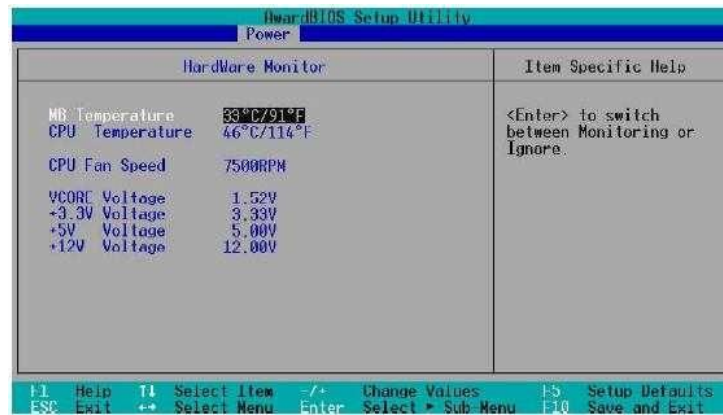 AwardBIOS Setup Utility
Power
HardWare Monitor
Item Specific Help
MB Temperature 33°C/91°F
CPU Temperature 46°C/114°F
CPU Fan Speed 7500RPM
VCORE Voltage 1.52V
+3.3V Voltage 3.33V
+5V Voltage 5.00V
+12V Voltage 12.00V
<Enter> to switch
between Monitoring or
Ignore.
F1 Help ↑↓ Select Item -/+ Change Values F5 Setup Defaults
ESC Exit ←→ Select Menu Enter Select ► Sub-Menu F10 Save and Exit